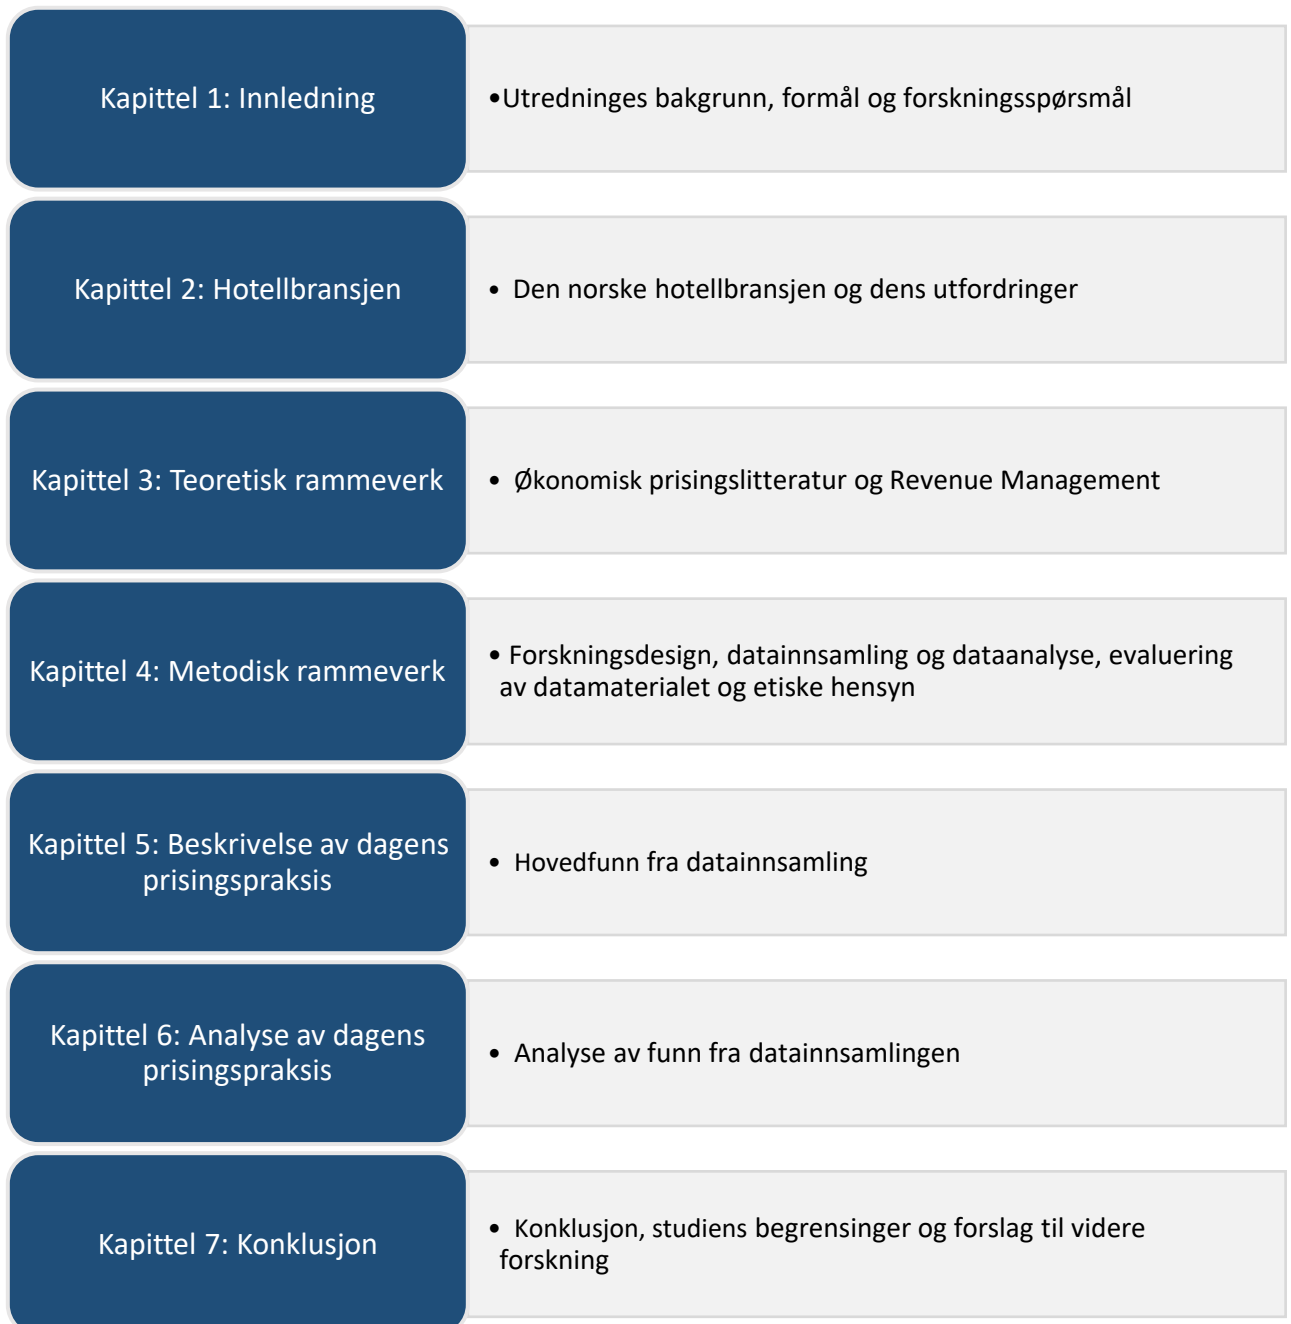 Kapittel 1: Innledning
•Utredninges bakgrunn, formål og forskningsspørsmål
Kapittel 2: Hotellbransjen
• Den norske hotellbransjen og dens utfordringer
Kapittel 3: Teoretisk rammeverk
• Økonomisk prisingslitteratur og Revenue Management
Kapittel 4: Metodisk rammeverk
• Forskningsdesign, datainnsamling og dataanalyse, evaluering
av datamaterialet og etiske hensyn
Kapittel 5: Beskrivelse av dagens
prisingspraksis
• Hovedfunn fra datainnsamling
Kapittel 6: Analyse av dagens
prisingspraksis
• Analyse av funn fra datainnsamlingen
Kapittel 7: Konklusjon
• Konklusjon, studiens begrensinger og forslag til videre
forskning